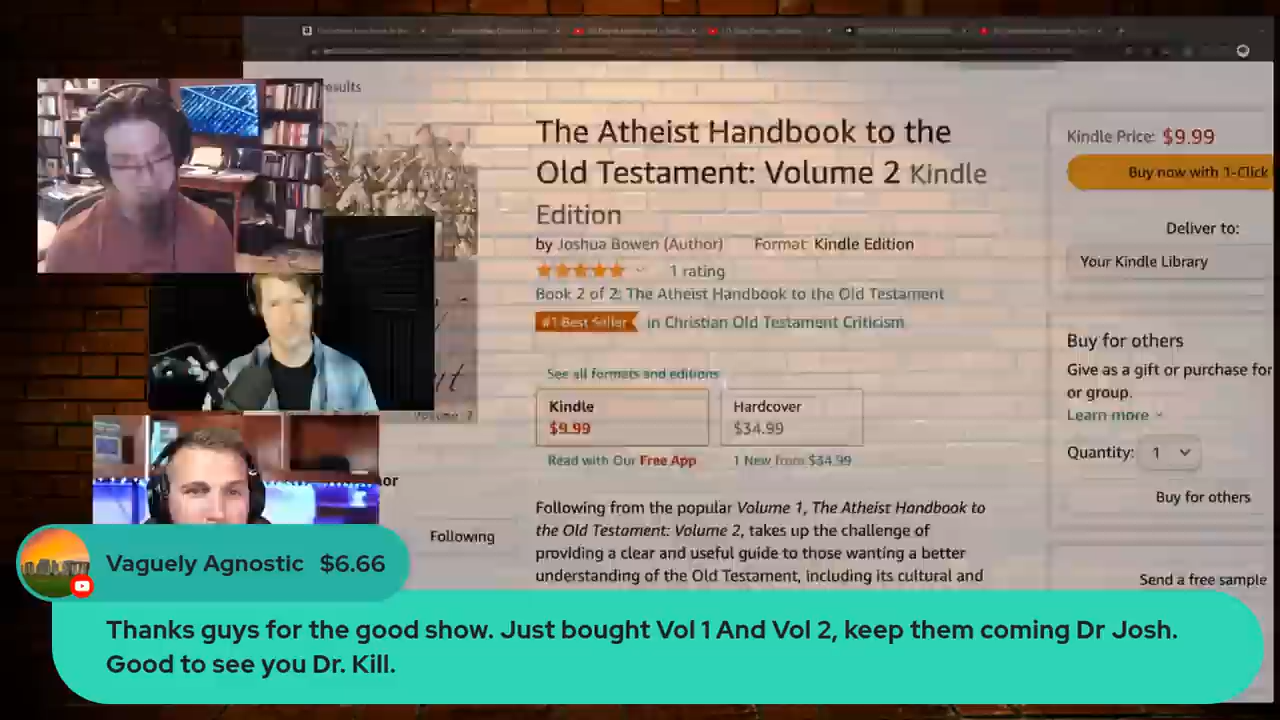 esults
The Atheist Handbook to the
Old Testament: Volume 2 Kindle
Edition
by Joshua Bowen (Author) Format: Kindle Edition
1 rating
Book 2 of 2: The Atheist Handbook to the Old Testament
#1 Best Seller in Christian Old Testament Criticism
See all formats and editions
Kindle
$9.99
Hardcover
$34.99
Read with Our Free App
1 New from $34.99
Following from the popular Volume 1, The Atheist Handbook to
the Old Testament: Volume 2, takes up the challenge of
providing a clear and useful guide to those wanting a better
understanding of the Old Testament, including its cultural and
Volume 2
Following
Kindle Price: $9.99
Buy now with 1-Click
Deliver to:
Your Kindle Library
Buy for others
Give as a gift or purchase for
or group.
Learn more
Quantity: 1
Buy for others
Send a free sample
Vaguely Agnostic $6.66
Thanks guys for the good show. Just bought Vol 1 And Vol 2, keep them coming Dr Josh.
Good to see you Dr. Kill.